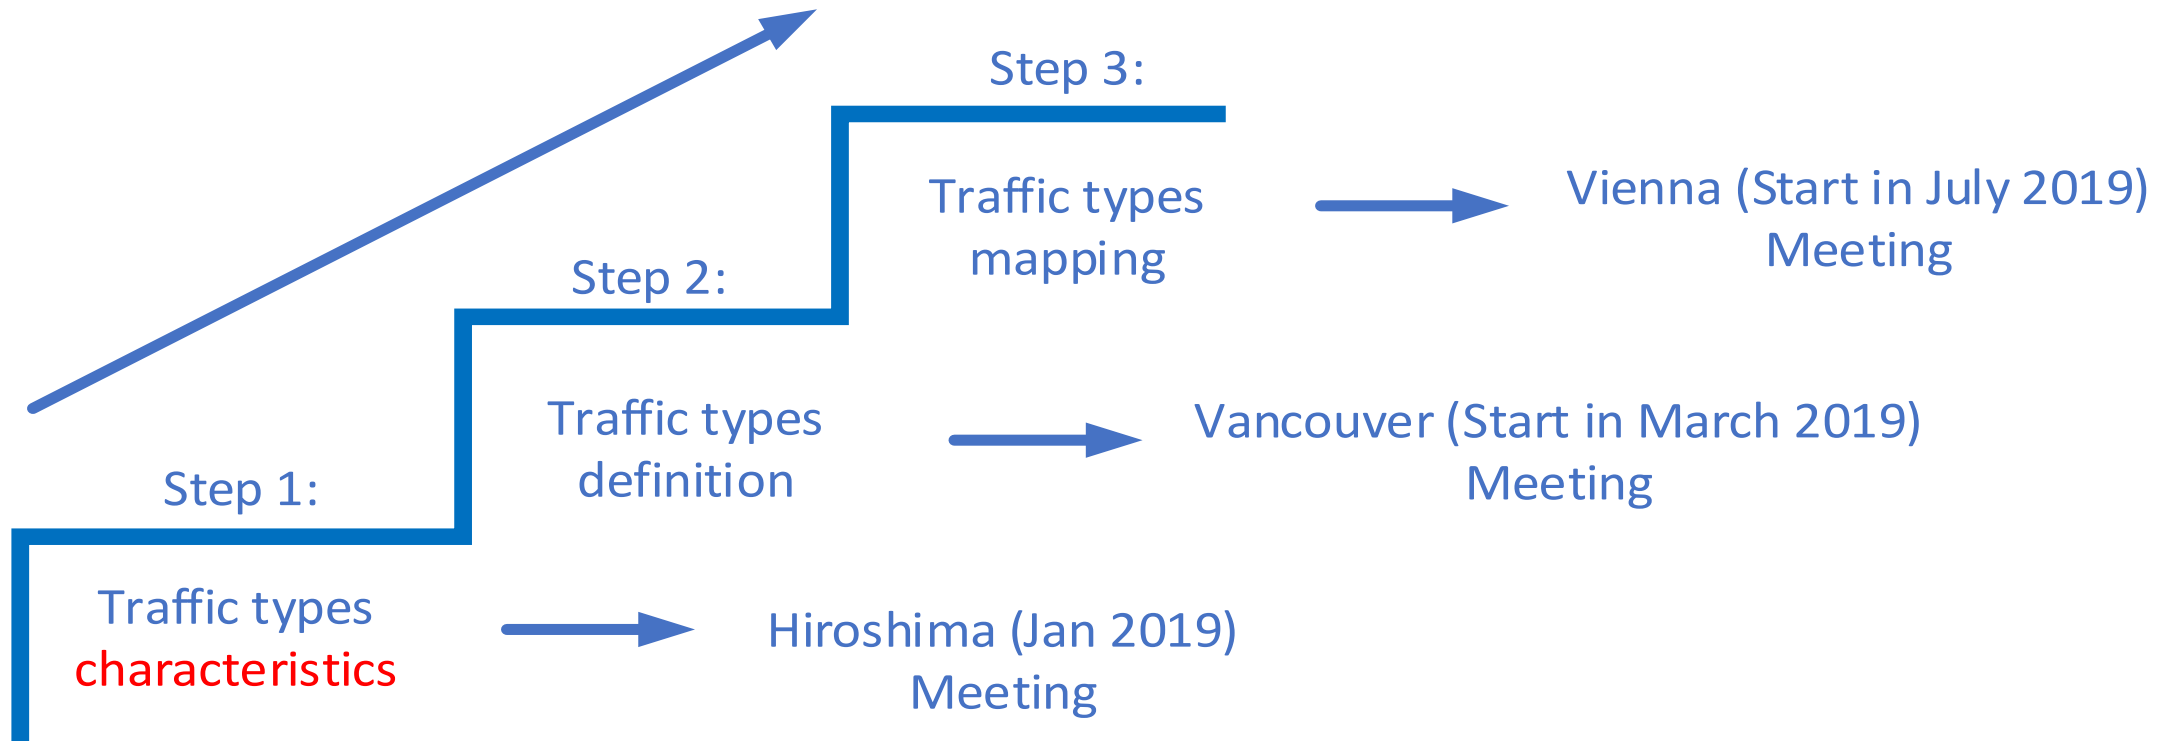 Step 3:
Traffic types
mapping
Vienna (Start in July 2019)
Meeting
Step 2:
Traffic types
definition
Vancouver (Start in March 2019)
Meeting
Step 1:
Traffic types
characteristics
Hiroshima (Jan 2019)
Meeting